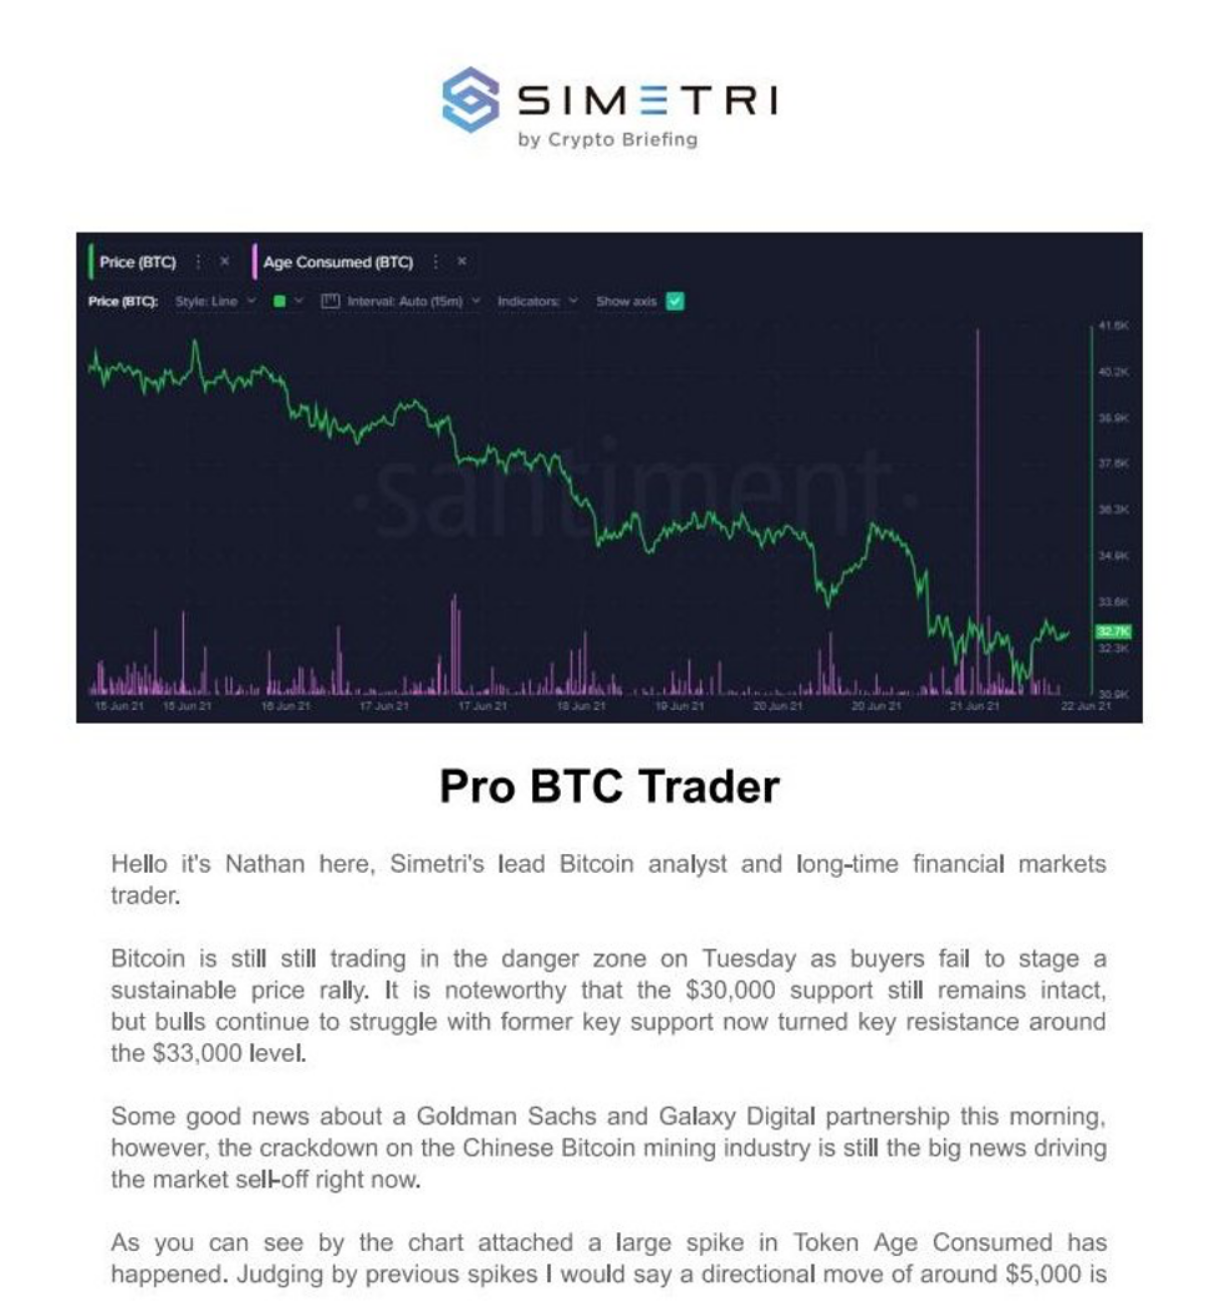 SIMETRI
by Crypto Briefing
Price (BTC) Age Consumed (BTC)
Price (BTC): Style: Line Interval: Auto (15m) Indicators: Show axis
·santiment·
41.6K
40.2K
38.9K
37.6K
36.3K
34.9K
33.6K
32.7K
32.3K
30.9K
15 Jun 21 15 Jun 21 16 Jun 21 17 Jun 21 17 Jun 21 18 Jun 21 19 Jun 21 20 Jun 21 20 Jun 21 21 Jun 21 22 Jun 21
Pro BTC Trader
Hello it's Nathan here, Simetri's lead Bitcoin analyst and long-time financial markets
trader.
Bitcoin is still still trading in the danger zone on Tuesday as buyers fail to stage a
sustainable price rally. It is noteworthy that the $30,000 support still remains intact,
but bulls continue to struggle with former key support now turned key resistance around
the $33,000 level.
Some good news about a Goldman Sachs and Galaxy Digital partnership this morning,
however, the crackdown on the Chinese Bitcoin mining industry is still the big news driving
the market sell-off right now.
As you can see by the chart attached a large spike in Token Age Consumed has
happened. Judging by previous spikes I would say a directional move of around $5,000 is